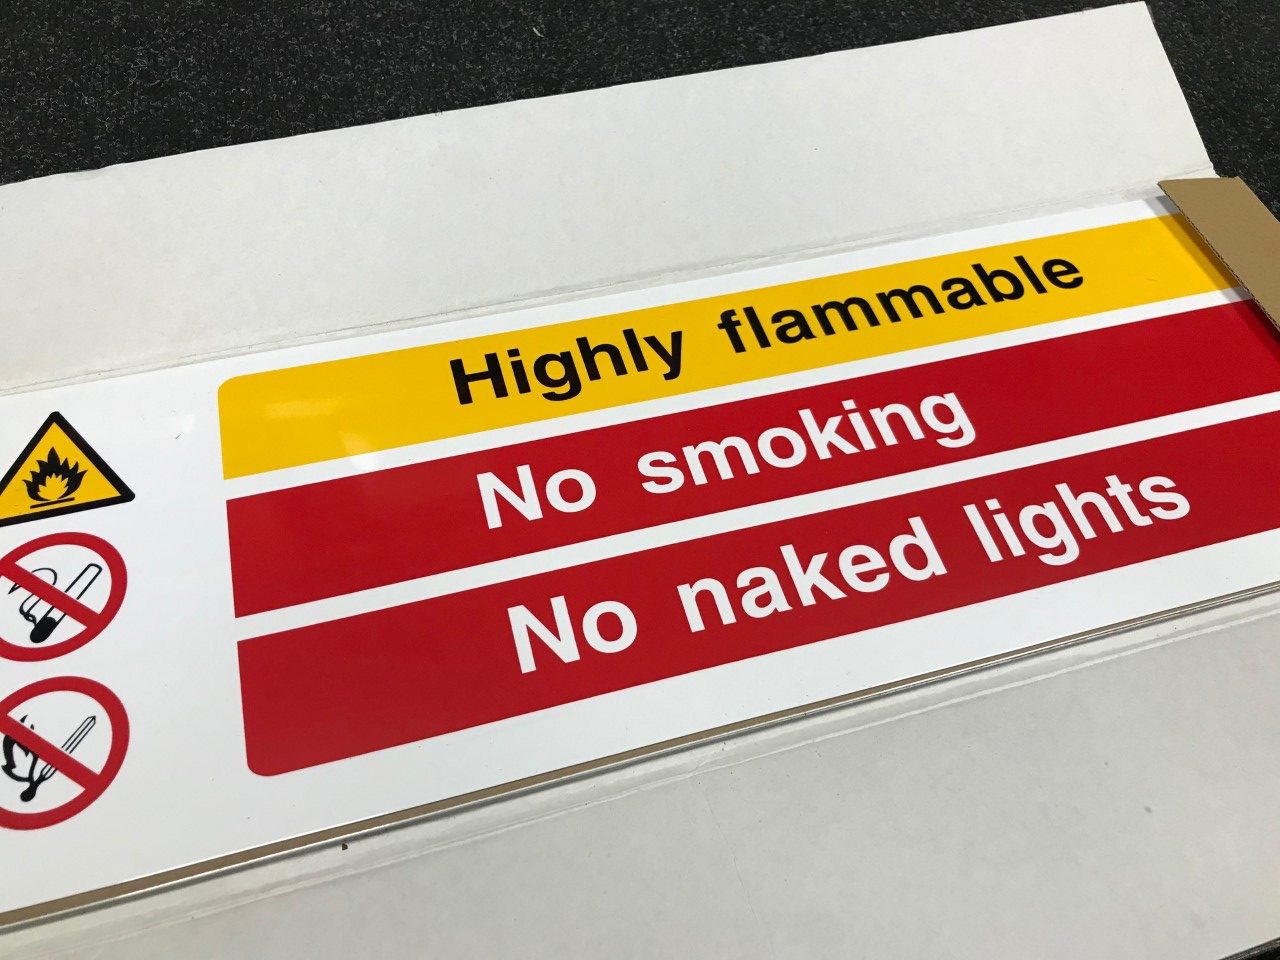 Highly flammable
No smoking
No naked lights